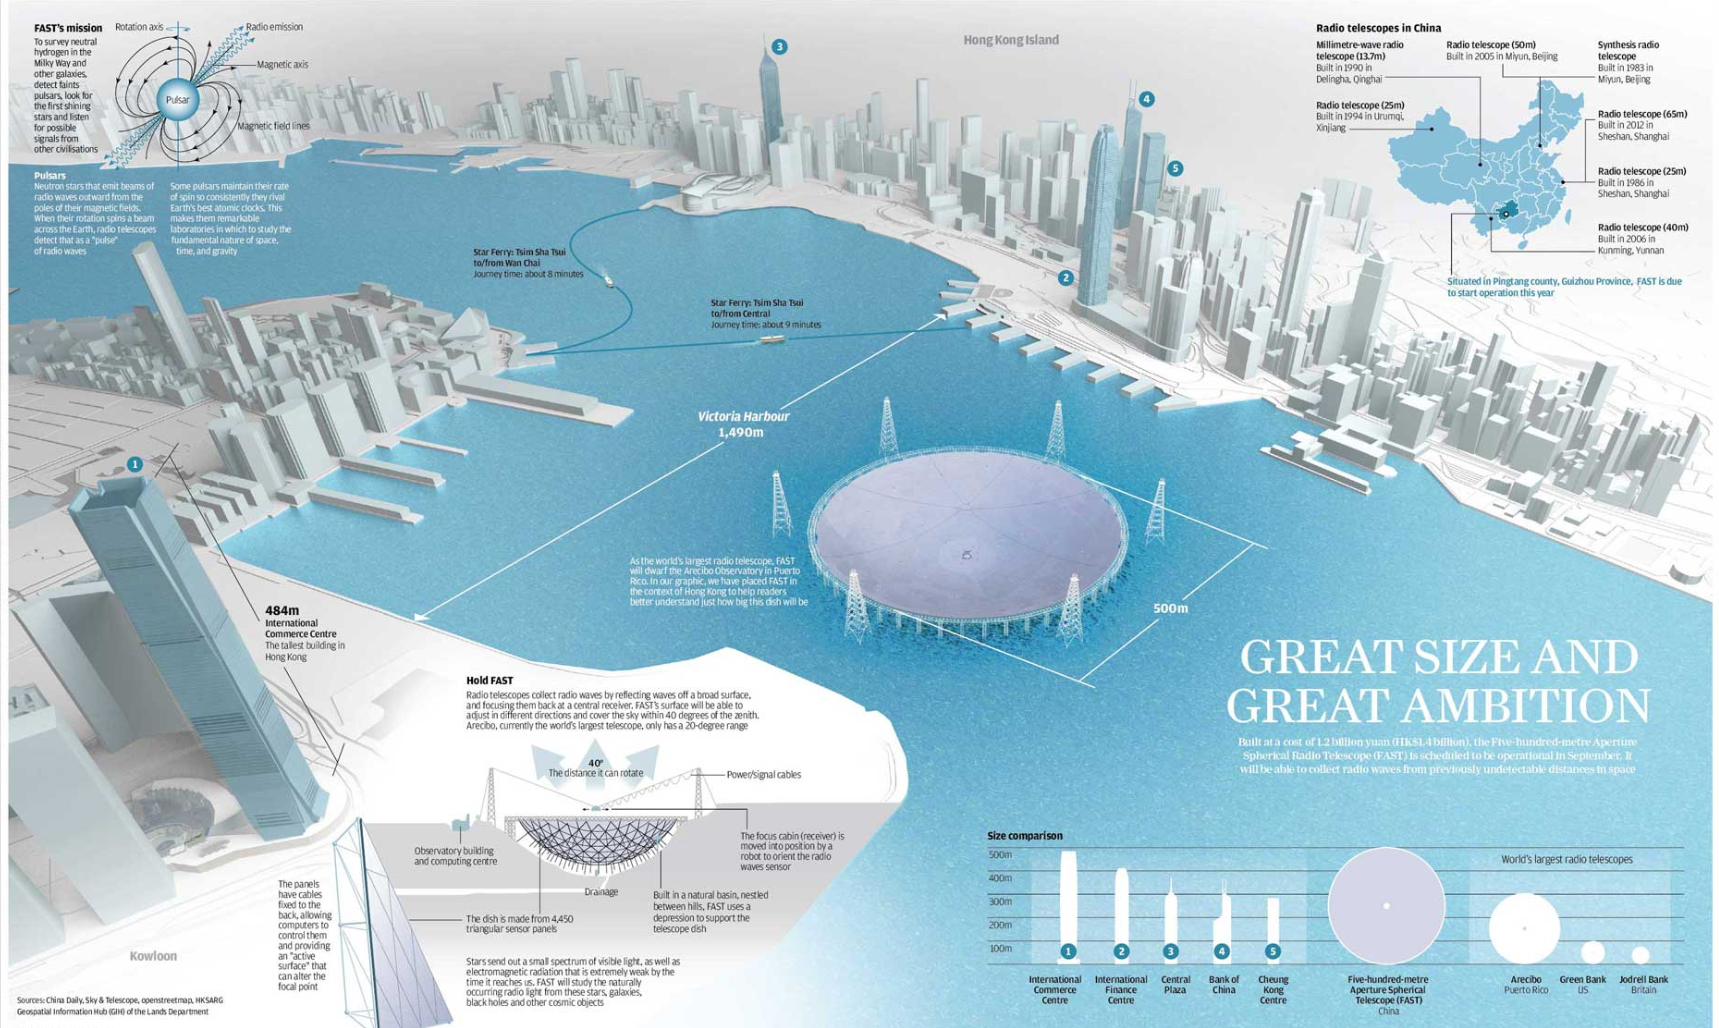 FAST's mission
To survey neutral
hydrogen in the
Milky Way and
other galaxies,
detect faints
pulsars, look for
the first shining
stars and listen
for possible
signals from
other civilisations
Rotation axis
Radio emission
Magnetic axis
Pulsar
Magnetic field lines
Pulsars
Neutron stars that emit beams of
radio waves outward from the
poles of their magnetic fields.
When their rotation spins a beam
across the Earth, radio telescopes
detect that as a "pulse"
of radio waves
Some pulsars maintain their rate
of spin so consistently they rival
Earth's best atomic clocks. This
makes them remarkable
laboratories in which to study the
fundamental nature of space,
time, and gravity
Hong Kong Island
3
4
5
2
1
Radio telescopes in China
Millimetre-wave radio
telescope (13.7m)
Built in 1990 in
Delingha, Qinghai
Radio telescope (50m)
Built in 2005 in Miyun, Beijing
Synthesis radio
telescope
Built in 1983 in
Miyun, Beijing
Radio telescope (25m)
Built in 1994 in Urumqi,
Xinjiang
Radio telescope (65m)
Built in 2012 in
Sheshan, Shanghai
Radio telescope (25m)
Built in 1986 in
Sheshan, Shanghai
Radio telescope (40m)
Built in 2006 in
Kunming, Yunnan
Situated in Pingtang county, Guizhou Province, FAST is due
to start operation this year
Star Ferry: Tsim Sha Tsui
to/from Wan Chai
Journey time: about 8 minutes
Star Ferry: Tsim Sha Tsui
to/from Central
Journey time: about 9 minutes
Victoria Harbour
1,490m
As the world's largest radio telescope, FAST
will dwarf the Arecibo Observatory in Puerto
Rico. In our graphic, we have placed FAST in
the context of Hong Kong to help readers
better understand just how big this dish will be
500m
484m
International
Commerce Centre
The tallest building in
Hong Kong
GREAT SIZE AND
GREAT AMBITION
Built at a cost of 1.2 billion yuan (HK$1.4 billion), the Five-hundred-metre Aperture
Spherical Radio Telescope (FAST) is scheduled to be operational in September. It
will be able to collect radio waves from previously undetectable distances in space
Hold FAST
Radio telescopes collect radio waves by reflecting waves off a broad surface,
and focusing them back at a central receiver. FAST's surface will be able to
adjust in different directions and cover the sky within 40 degrees of the zenith.
Arecibo, currently the world's largest telescope, only has a 20-degree range
40°
The distance it can rotate
Power/signal cables
Observatory building
and computing centre
The focus cabin (receiver) is
moved into position by a
robot to orient the radio
waves sensor
Drainage
Built in a natural basin, nestled
between hills, FAST uses a
depression to support the
telescope dish
The dish is made from 4,450
triangular sensor panels
The panels
have cables
fixed to the
back, allowing
computers to
control them
and providing
an "active
surface" that
can alter the
focal point
Stars send out a small spectrum of visible light, as well as
electromagnetic radiation that is extremely weak by the
time it reaches us. FAST will study the naturally
occurring radio light from these stars, galaxies,
black holes and other cosmic objects
Kowloon
Sources: China Daily, Sky & Telescope, openstreetmap, HKSARG
Geospatial Information Hub (GIH) of the Lands Department
Size comparison
500m
400m
300m
200m
100m
World's largest radio telescopes
1
2
3
4
5
International
Commerce
Centre
International
Finance
Centre
Central
Plaza
Bank of
China
Cheung
Kong
Centre
Five-hundred-metre
Aperture Spherical
Telescope (FAST)
China
Arecibo
Puerto Rico
Green Bank
US
Jodrell Bank
Britain